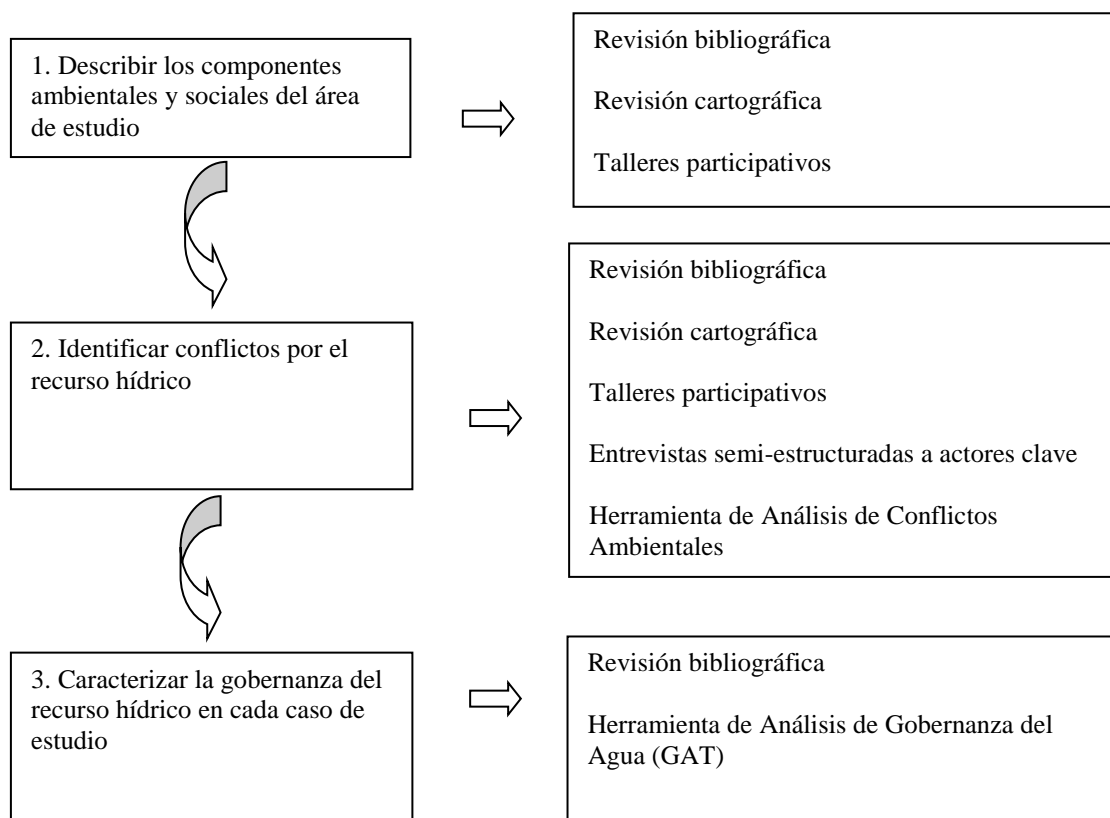 1. Describir los componentes
ambientales y sociales del área
de estudio
Revisión bibliográfica
Revisión cartográfica
Talleres participativos
2. Identificar conflictos por el
recurso hídrico
Revisión bibliográfica
Revisión cartográfica
Talleres participativos
Entrevistas semi-estructuradas a actores clave
Herramienta de Análisis de Conflictos
Ambientales
3. Caracterizar la gobernanza del
recurso hídrico en cada caso de
estudio
Revisión bibliográfica
Herramienta de Análisis de Gobernanza del
Agua (GAT)